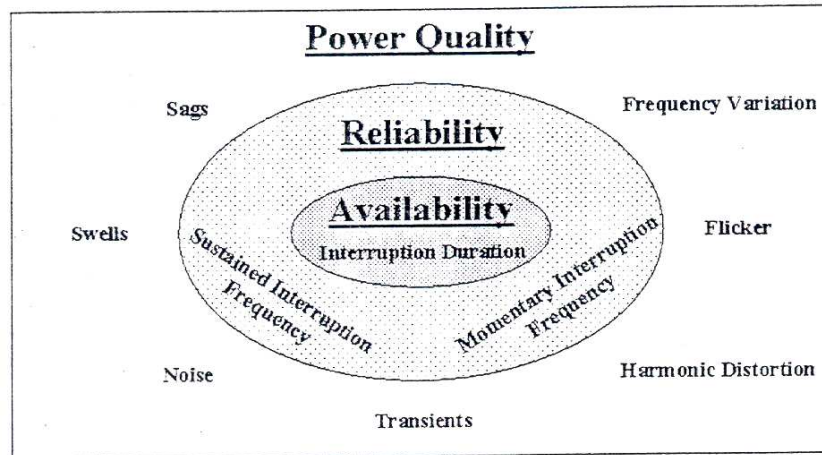 Power Quality
Sags
Frequency Variation
Reliability
Availability
Interruption Duration
Swells
Flicker
Sustained Interruption
Frequency
Momentary Interruption
Frequency
Noise
Harmonic Distortion
Transients